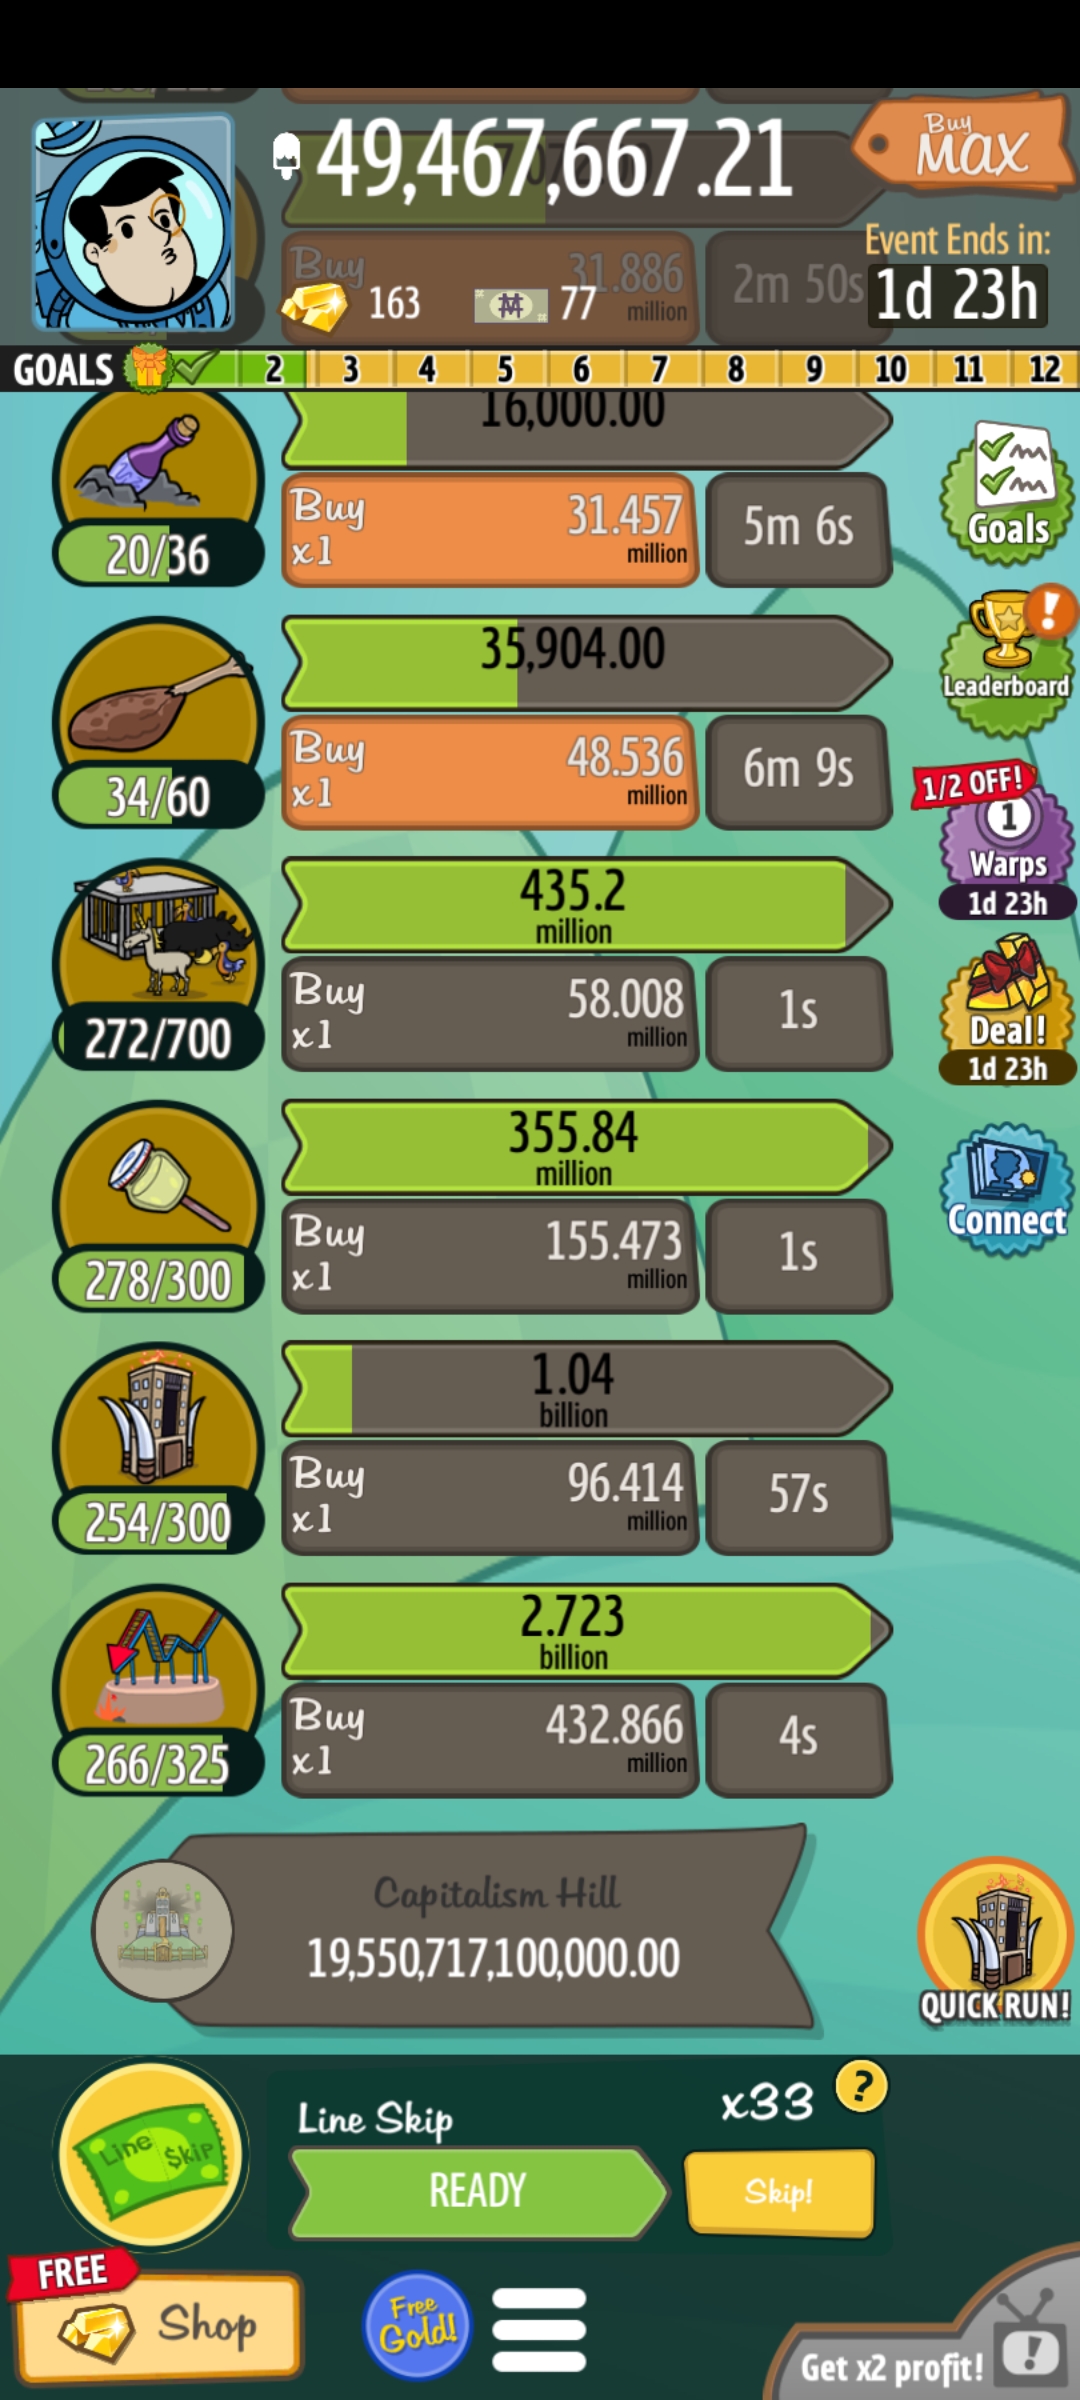 49,467,667.21
Buy
MAX
Event Ends in:
1d 23h
Buy
31.886
million
2m 50s
163
77
GOALS 2 3 4 5 6 7 8 9 10 11 12
16,000.00
Buy
x1
31.457
million
5m 6s
20/36
Goals
35,904.00
Buy
x1
48.536
million
6m 9s
34/60
Leaderboard
1/2 OFF!
1
Warps
1d 23h
435.2
million
Buy
x1
58.008
million
1s
272/700
Deal!
1d 23h
355.84
million
Buy
x1
155.473
million
1s
278/300
Connect
1.04
billion
Buy
x1
96.414
million
57s
254/300
2.723
billion
Buy
x1
432.866
million
4s
266/325
Capitalism Hill
19,550,717,100,000.00
QUICK RUN!
Line $kip
Line Skip
x33
?
READY
Skip!
FREE
Shop
Free
Gold!
Get x2 profit!